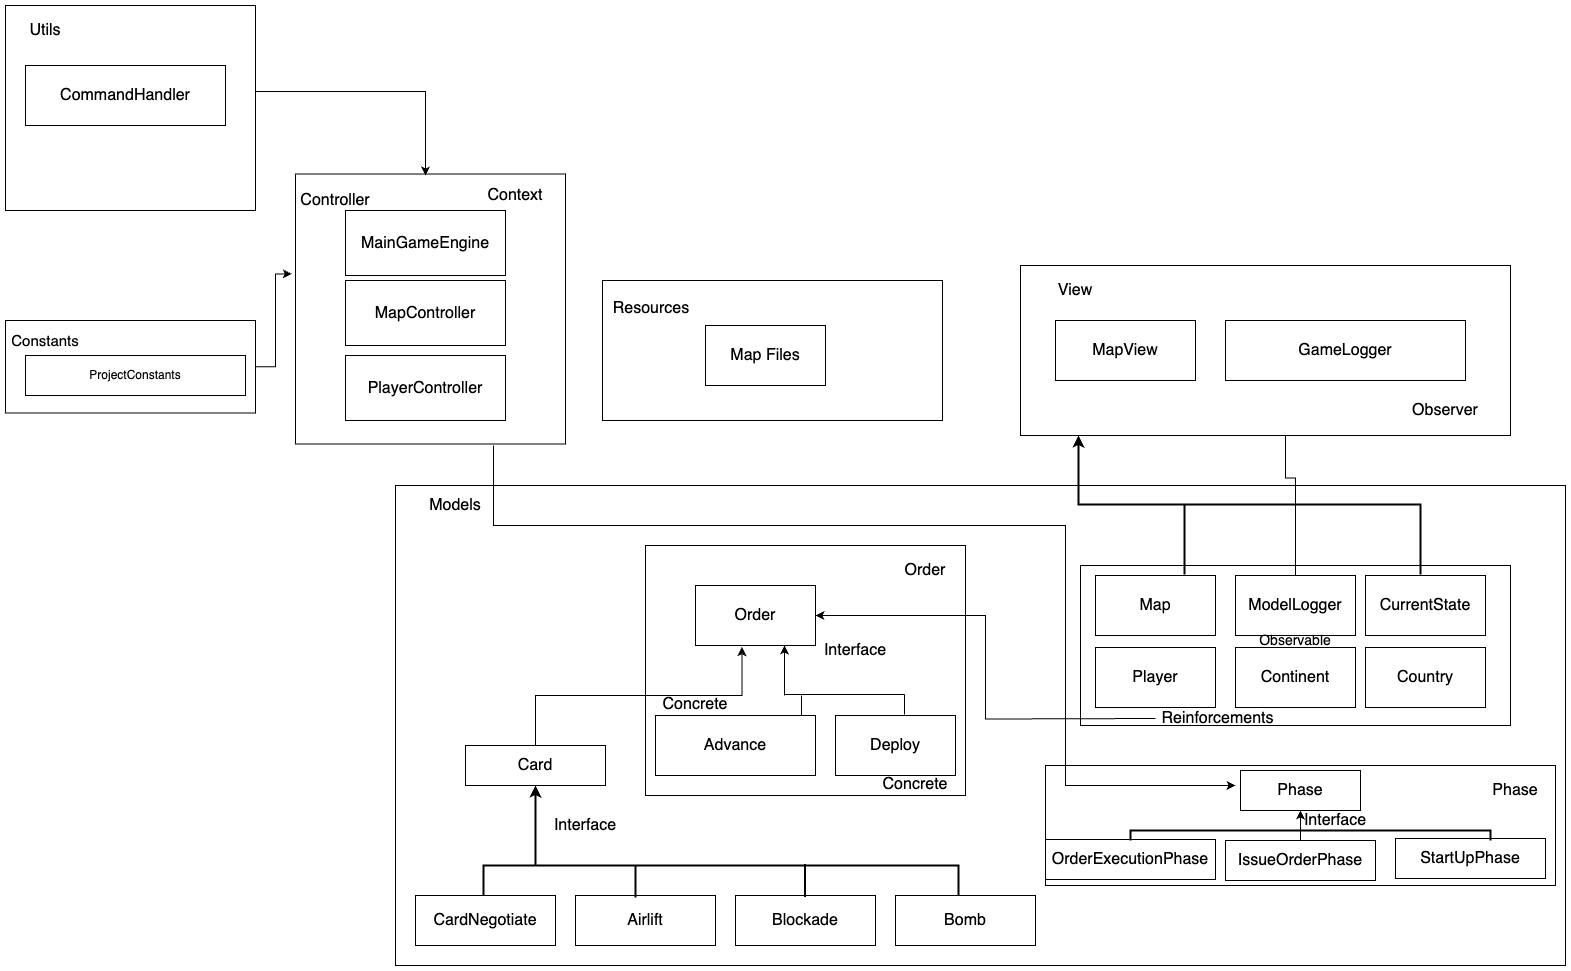 Utils
CommandHandler
Controller
Context
MainGameEngine
MapController
PlayerController
Constants
ProjectConstants
Resources
Map Files
View
MapView
GameLogger
Observer
Models
Order
Order
Interface
Concrete
Advance
Deploy
Concrete
Card
Interface
CardNegotiate
Airlift
Blockade
Bomb
Map
ModelLogger
CurrentState
Observable
Player
Continent
Country
Reinforcements
Phase
Phase
Interface
OrderExecutionPhase
IssueOrderPhase
StartUpPhase